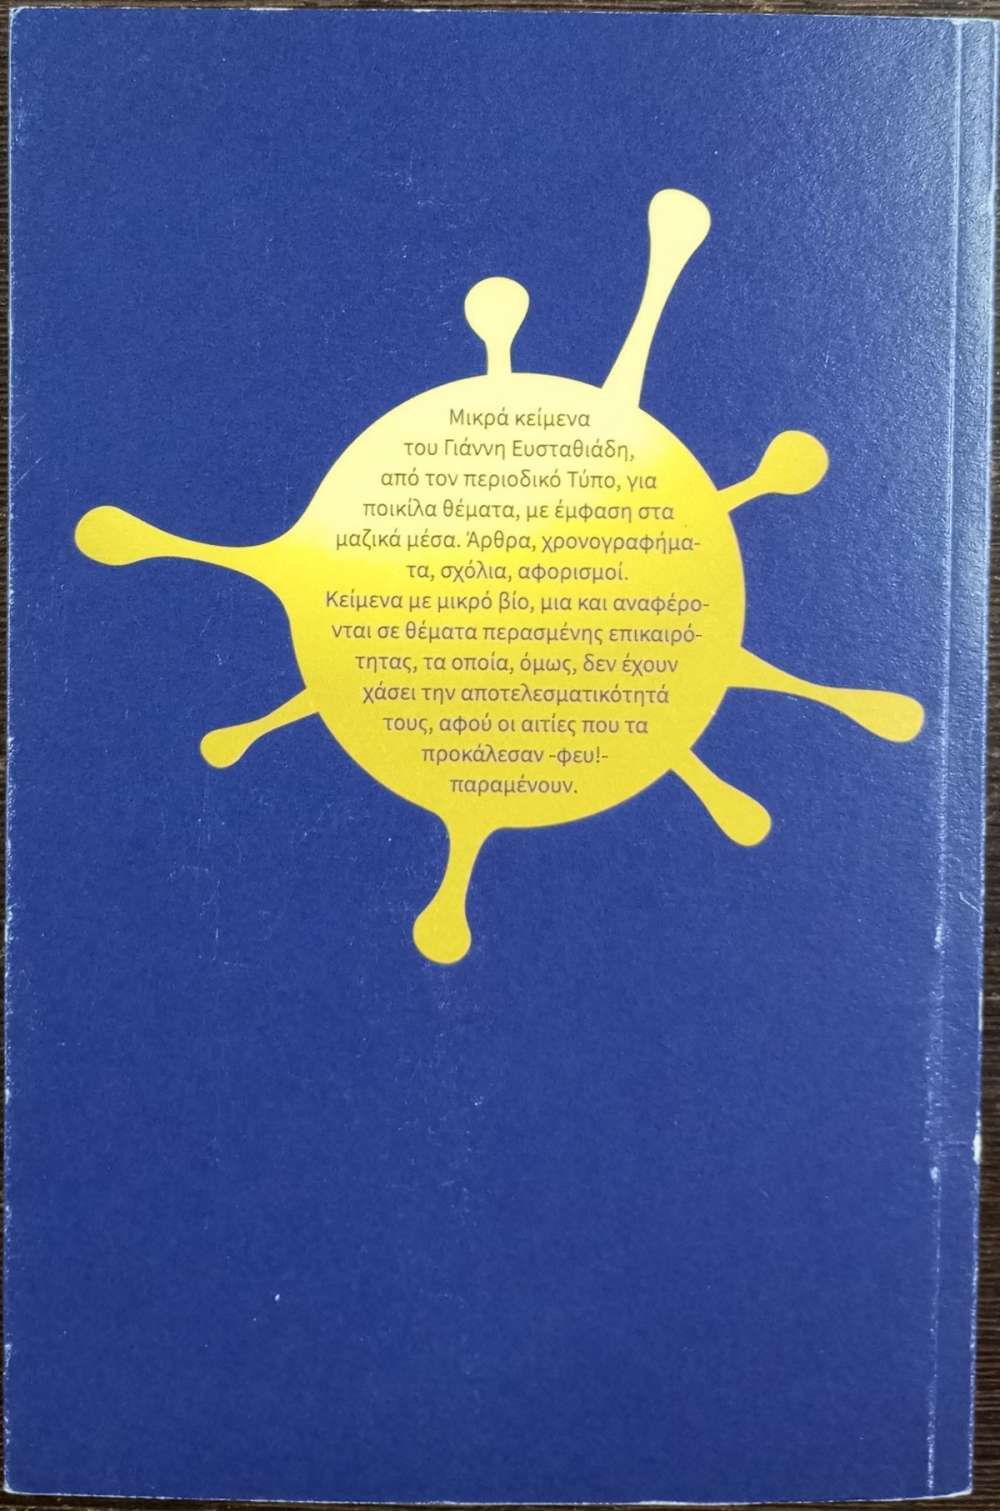 Μικρά κείμενα
του Γιάννη Ευσταθιάδη,
από τον περιοδικό Τύπο, για
ποικίλα θέματα, με έμφαση στα
μαζικά μέσα. Άρθρα, χρονογραφήμα-
τα, σχόλια, αφορισμοί.
Κείμενα με μικρό βίο, μια και αναφέρο-
νται σε θέματα περασμένης επικαιρό-
τητας, τα οποία, όμως, δεν έχουν
χάσει την αποτελεσματικότητά
τους, αφού οι αιτίες που τα
προκάλεσαν -φευ!-
παραμένουν.